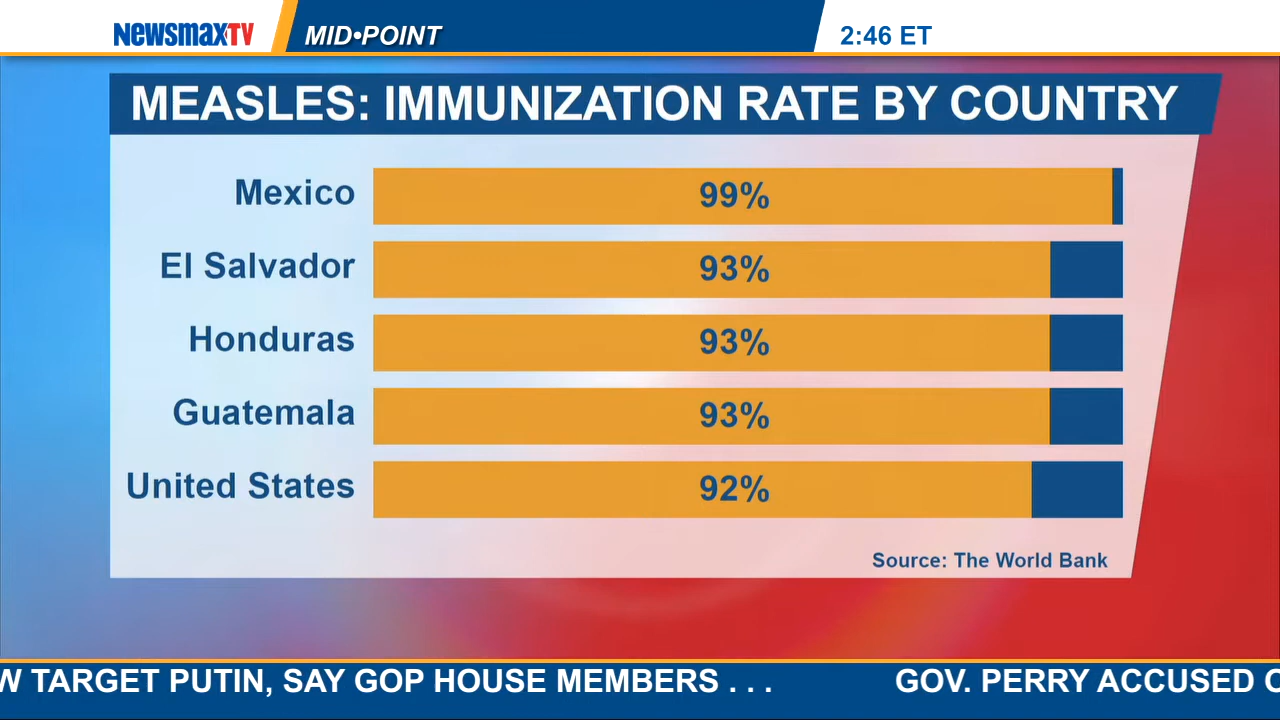 NEWSMAXTV
MID•POINT
2:46 ET
MEASLES: IMMUNIZATION RATE BY COUNTRY
Mexico 99%
El Salvador 93%
Honduras 93%
Guatemala 93%
United States 92%
Source: The World Bank
TARGET PUTIN, SAY GOP HOUSE MEMBERS . . . GOV. PERRY ACCUSED